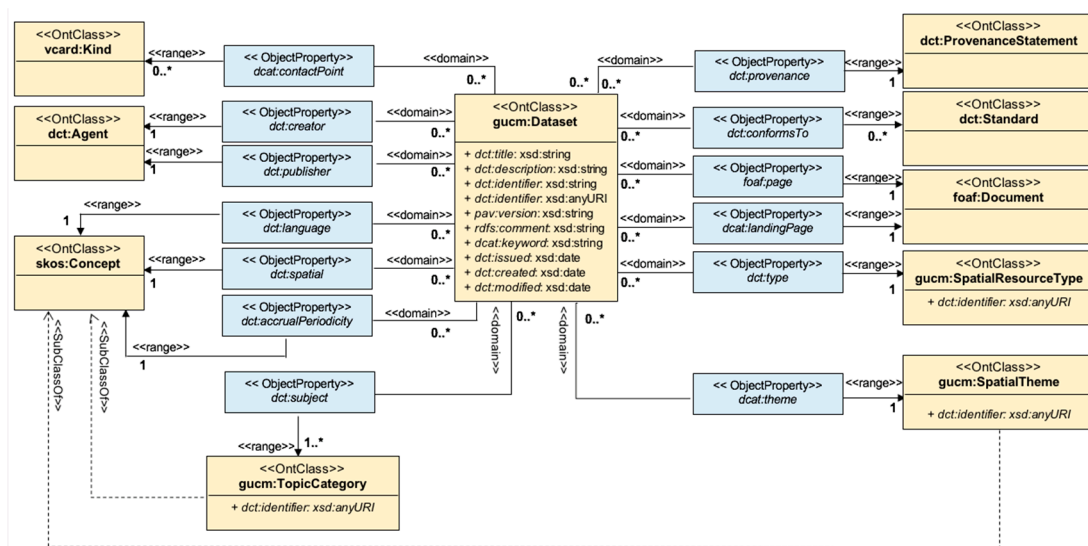 <<OntClass>>
vcard:Kind
<<range>>
0..*
<< ObjectProperty>>
dcat:contactPoint
<<domain>>
0..*
<<OntClass>>
dct:Agent
<<range>>
1
<< ObjectProperty>>
dct:creator
<<domain>>
0..*
<<range>>
1
<< ObjectProperty>>
dct:publisher
<<domain>>
0..*
<<range>>
1
<< ObjectProperty>>
dct:language
<<domain>>
0..*
<<OntClass>>
skos:Concept
<<range>>
1
<< ObjectProperty>>
dct:spatial
<<domain>>
0..*
<< ObjectProperty>>
dct:accrualPeriodicity
<<domain>>
0..*
<<range>>
1
<<SubClassOf>>
<<SubClassOf>>
<< ObjectProperty>>
dct:subject
<<domain>>
0..*
<<range>>
1..*
<<OntClass>>
gucm:TopicCategory
+ dct:identifier: xsd:anyURI
<<OntClass>>
gucm:Dataset
+ dct:title: xsd:string
+ dct:description: xsd:string
+ dct:identifier: xsd:string
+ dct:identifier: xsd:anyURI
+ pav:version: xsd:string
+ rdfs:comment: xsd:string
+ dcat:keyword: xsd:string
+ dct:issued: xsd:date
+ dct:created: xsd:date
+ dct:modified: xsd:date
0..*
<<domain>>
0..*
<< ObjectProperty>>
dct:provenance
<<range>>
1
<<OntClass>>
dct:ProvenanceStatement
<<domain>>
0..*
<< ObjectProperty>>
dct:conformsTo
<<range>>
0..*
<<OntClass>>
dct:Standard
<<domain>>
0..*
<< ObjectProperty>>
foaf:page
<<range>>
1
<<OntClass>>
foaf:Document
<<domain>>
0..*
<< ObjectProperty>>
dcat:landingPage
<<range>>
1
<<domain>>
0..*
<< ObjectProperty>>
dct:type
<<range>>
1
<<OntClass>>
gucm:SpatialResourceType
+ dct:identifier: xsd:anyURI
<<domain>>
0..*
<< ObjectProperty>>
dcat:theme
<<range>>
1
<<OntClass>>
gucm:SpatialTheme
+ dct:identifier: xsd:anyURI